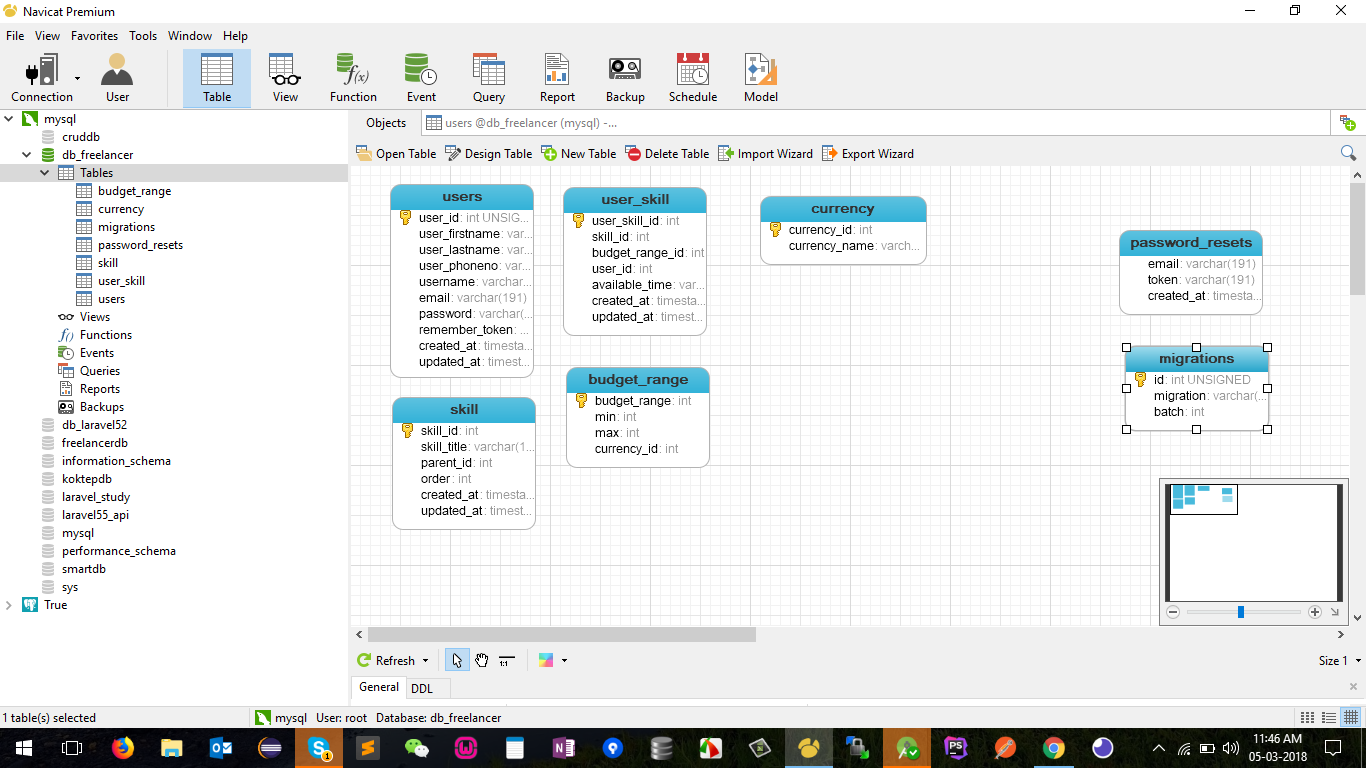 Navicat Premium
File View Favorites Tools Window Help
Connection User Table View Function Event Query Report Backup Schedule Model
f(x)
mysql
cruddb
db_freelancer
Tables
budget_range
currency
migrations
password_resets
skill
user_skill
users
Views
f() Functions
Events
Queries
Reports
Backups
db_laravel52
freelancerdb
information_schema
koktepdb
laravel_study
laravel55_api
mysql
performance_schema
smartdb
sys
True
Objects users @db_freelancer (mysql) -...
Open Table Design Table New Table Delete Table Import Wizard Export Wizard
users
user_id: int UNSIG...
user_firstname: var...
user_lastname: var...
user_phoneno: var...
username: varchar...
email: varchar(191)
password: varchar(...
remember_token: ...
created_at: timesta...
updated_at: timest...
user_skill
user_skill_id: int
skill_id: int
budget_range_id: int
user_id: int
available_time: var...
created_at: timesta...
updated_at: timest...
currency
currency_id: int
currency_name: varch...
password_resets
email: varchar(191)
token: varchar(191)
created_at: timesta...
migrations
id: int UNSIGNED
migration: varchar(...
batch: int
skill
skill_id: int
skill_title: varchar(1...
parent_id: int
order: int
created_at: timesta...
updated_at: timest...
budget_range
budget_range: int
min: int
max: int
currency_id: int
Refresh 1:1 Size 1
General DDL
1 table(s) selected mysql User: root Database: db_freelancer
1
PS
11:46 AM
05-03-2018